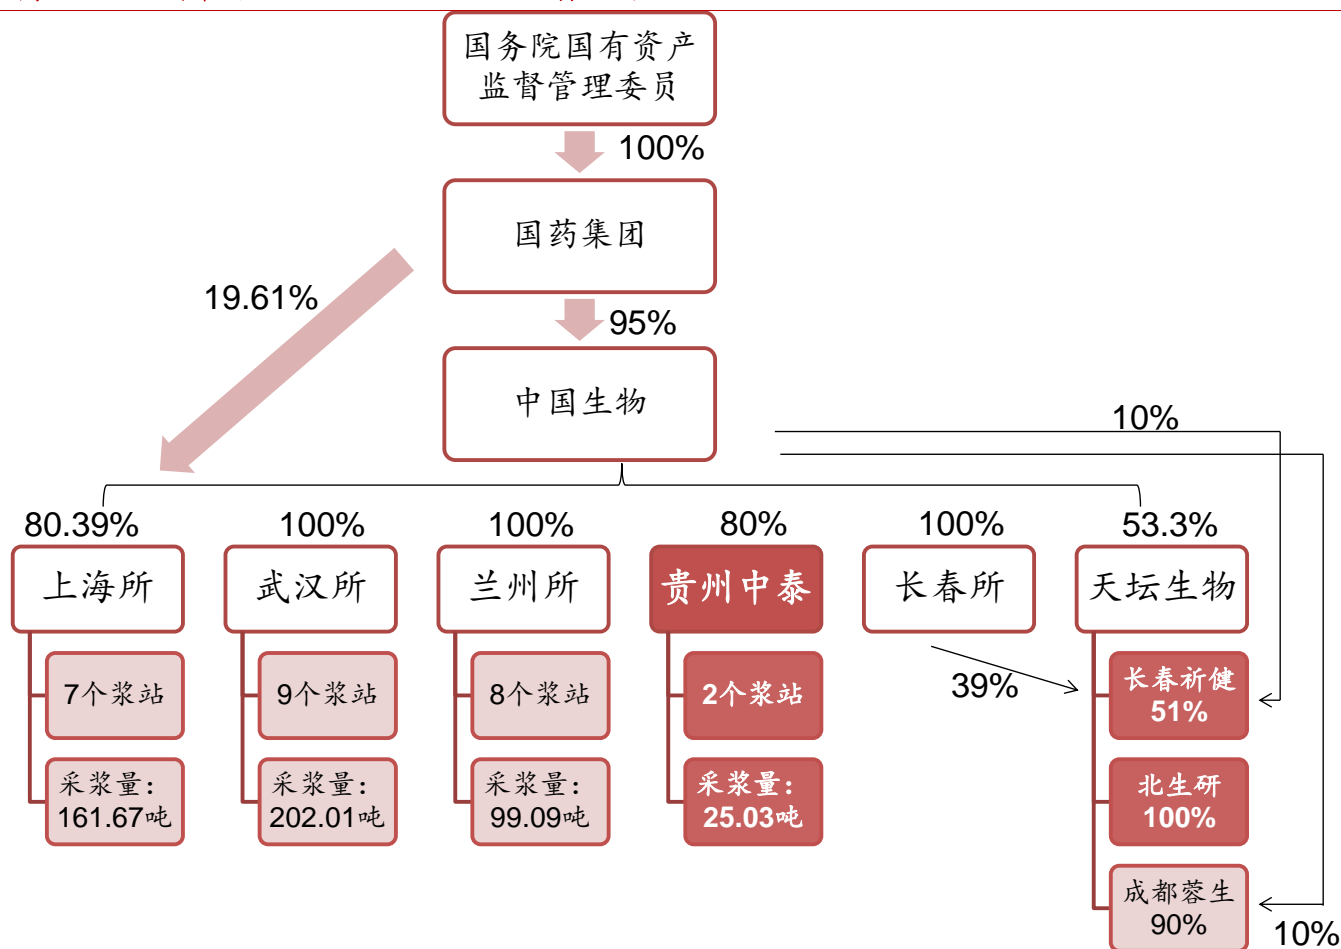 国务院国有资产
监督管理委员
100%
国药集团
19.61%
95%
中国生物
10%
80.39%
100%
100%
80%
100%
53.3%
上海所
武汉所
兰州所
贵州中泰
长春所
天坛生物
7个浆站
9个浆站
8个浆站
2个浆站
39%
长春祈健
51%
采浆量：
161.67吨
采浆量：
202.01吨
采浆量：
99.09吨
采浆量：
25.03吨
北生研
100%
成都蓉生
90%
10%